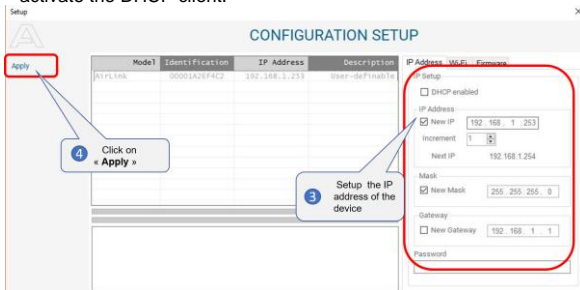 activate the DHCP client.
Setup
CONFIGURATION SETUP
Apply
Model Identification IP Address Description
AirLink 00001A2EF4C2 192.168.1.253 User-definable
IP Address Wi-Fi Firmware
IP Setup
DHCP enabled
IP Address
New IP 192 . 168 . 1 . 253
Increment 1
Next IP 192.168.1.254
Mask
New Mask 255 . 255 . 255 . 0
Gateway
New Gateway 192 . 168 . 1 . 1
Password
4 Click on
« Apply »
3 Setup the IP
address of the
device